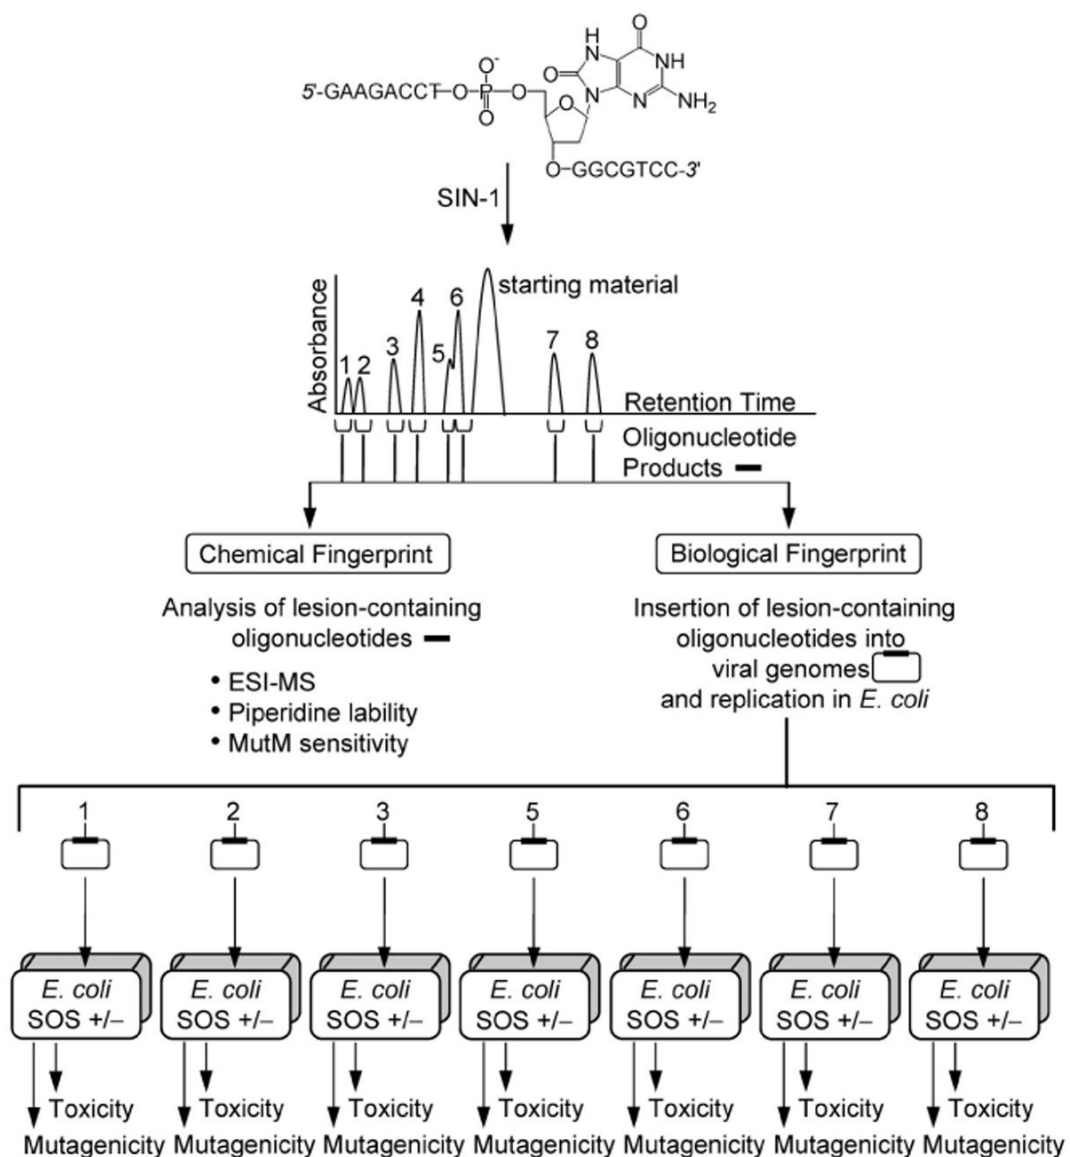 5'-GAAGACCT-O-P-O
O⁻
O
O
H
N
O
O
NH
N
N
NH₂
O-GGCGTCC-3'
SIN-1
Absorbance
1 2 3 4 5 6 7 8
starting material
Retention Time
Oligonucleotide
Products
Chemical Fingerprint
Analysis of lesion-containing
oligonucleotides
• ESI-MS
• Piperidine lability
• MutM sensitivity
Biological Fingerprint
Insertion of lesion-containing
oligonucleotides into
viral genomes
and replication in E. coli
1 2 3 5 6 7 8
E. coli E. coli E. coli E. coli E. coli E. coli E. coli
SOS +/– SOS +/– SOS +/– SOS +/– SOS +/– SOS +/– SOS +/–
Toxicity Toxicity Toxicity Toxicity Toxicity Toxicity Toxicity
Mutagenicity Mutagenicity Mutagenicity Mutagenicity Mutagenicity Mutagenicity Mutagenicity